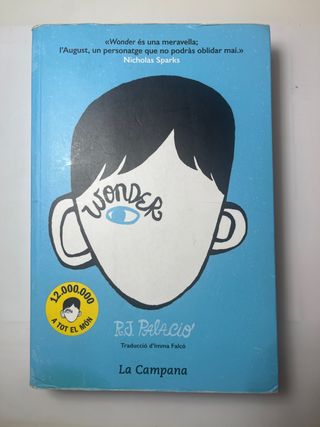 «Wonder és una meravella;
l'August, un personatge que no podràs oblidar mai.»
Nicholas Sparks
WONDER
12.000.000
A TOT EL MÓN
R.J. PALACIO
Traducció d'Imma Falcó
La Campana